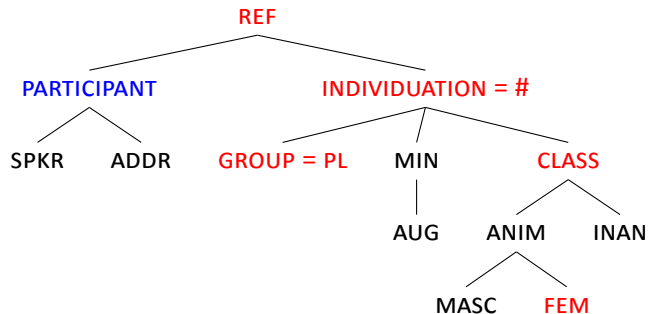 REF
PARTICIPANT INDIVIDUATION = #
SPKR ADDR GROUP = PL MIN CLASS
AUG ANIM INAN
MASC FEM